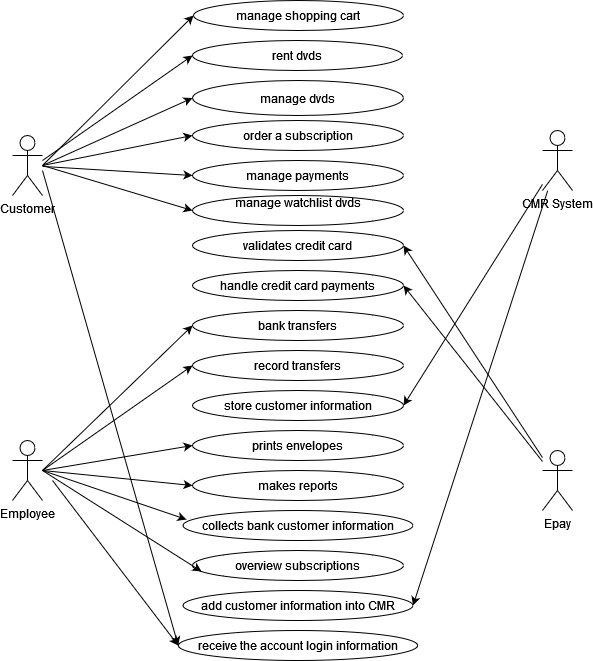 manage shopping cart
rent dvds
manage dvds
order a subscription
manage payments
manage watchlist dvds
validates credit card
handle credit card payments
bank transfers
record transfers
store customer information
prints envelopes
makes reports
collects bank customer information
overview subscriptions
add customer information into CMR
receive the account login information
Customer
Employee
CMR System
Epay